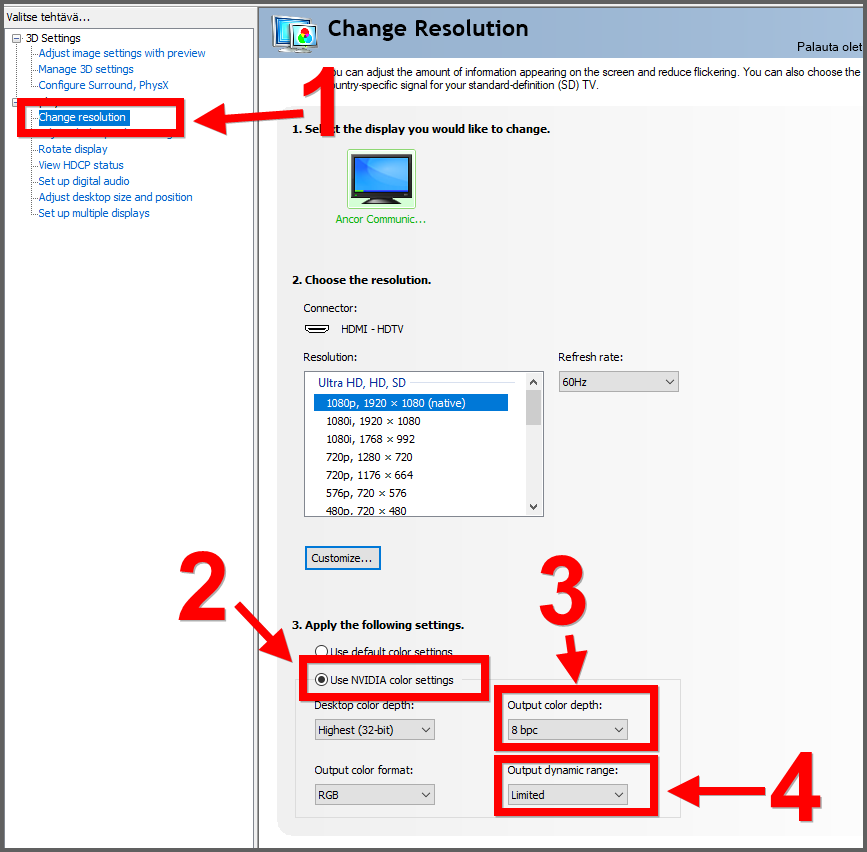 Valitse tehtävä...
3D Settings
Adjust image settings with preview
Manage 3D settings
Configure Surround, PhysX
Change resolution
Rotate display
View HDCP status
Set up digital audio
Adjust desktop size and position
Set up multiple displays
1
Change Resolution
Palauta olet
can adjust the amount of information appearing on the screen and reduce flickering. You can also choose the
signal for your standard-definition (SD) TV.
1. Select the display you would like to change.
Ancor Communic...
2. Choose the resolution.
Connector:
HDMI - HDTV
Resolution:
Refresh rate:
Ultra HD, HD, SD
60Hz
1080p, 1920 × 1080 (native)
1080i, 1920 × 1080
1080i, 1768 × 992
720p, 1280 × 720
720p, 1176 × 664
576p, 720 × 576
480p, 720 × 480
Customize...
2
3
3. Apply the following settings.
Use default color settings
Use NVIDIA color settings
Desktop color depth:
Output color depth:
Highest (32-bit)
8 bpc
Output color format:
Output dynamic range:
RGB
Limited
4